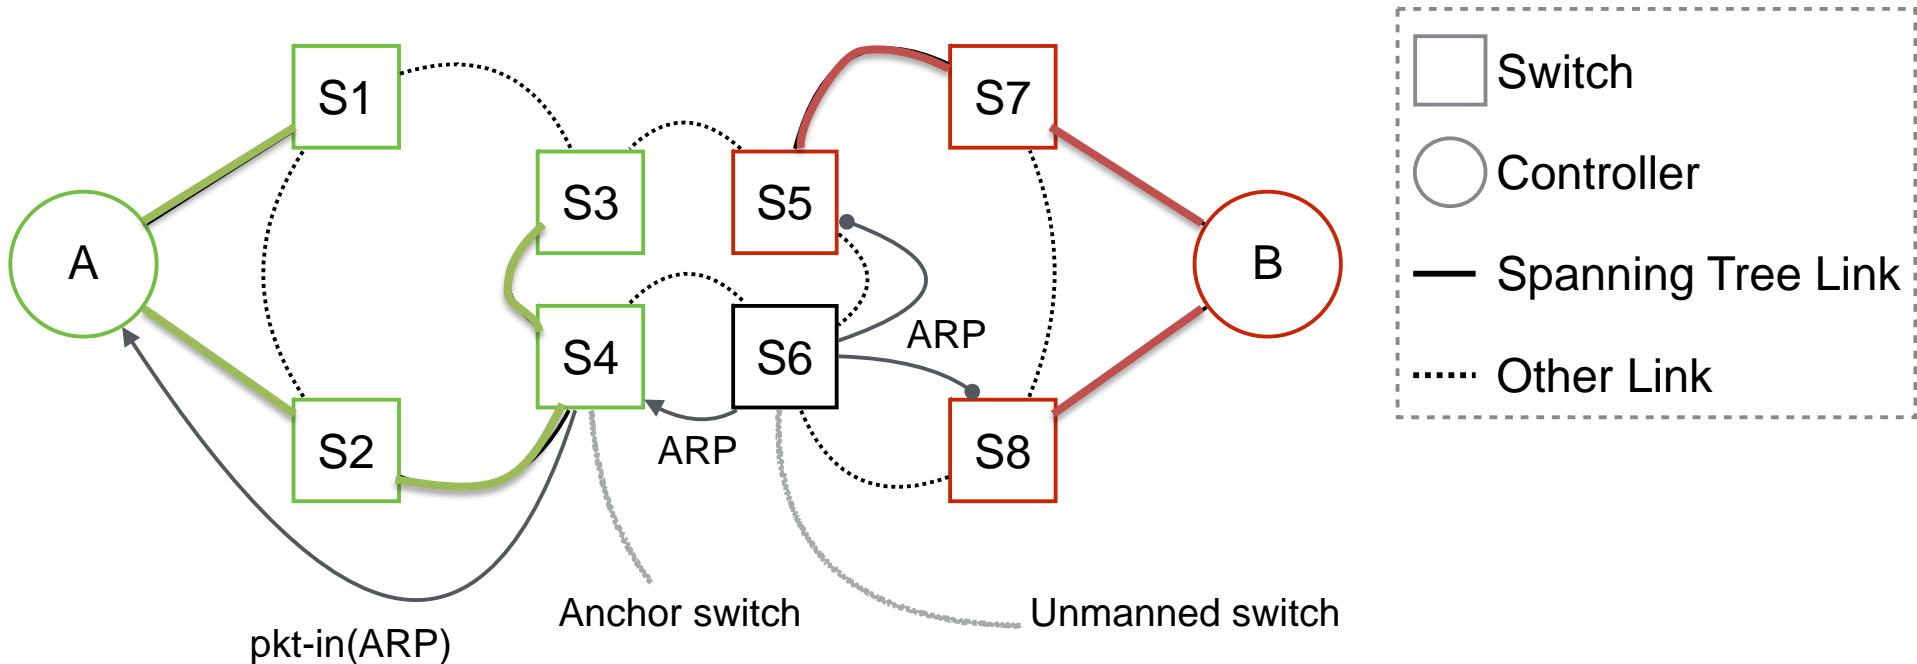 S1
S7
Switch
S3
S5
Controller
A
B
Spanning Tree Link
ARP
S4
S6
Other Link
ARP
S2
S8
Anchor switch
Unmanned switch
pkt-in(ARP)